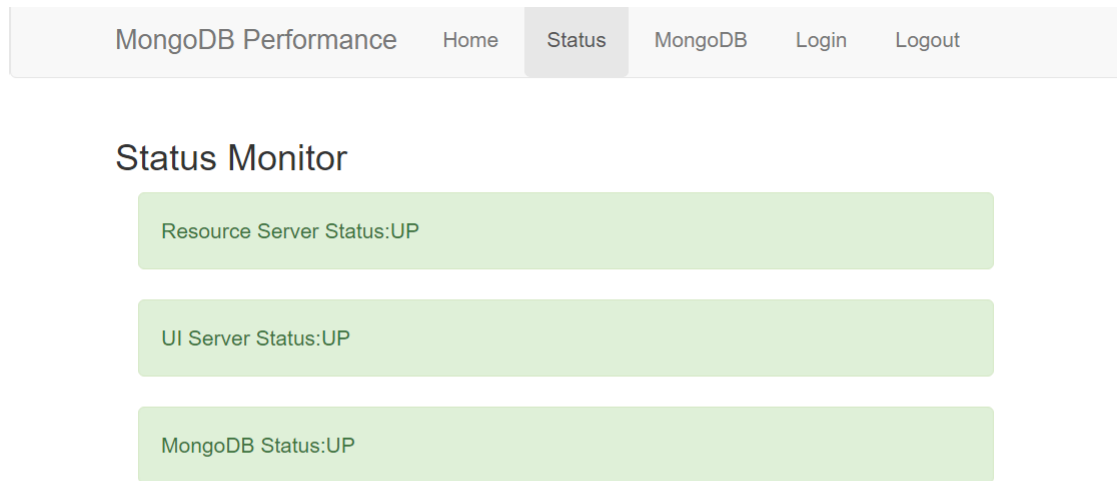 MongoDB Performance Home Status MongoDB Login Logout
Status Monitor
Resource Server Status:UP
UI Server Status:UP
MongoDB Status:UP